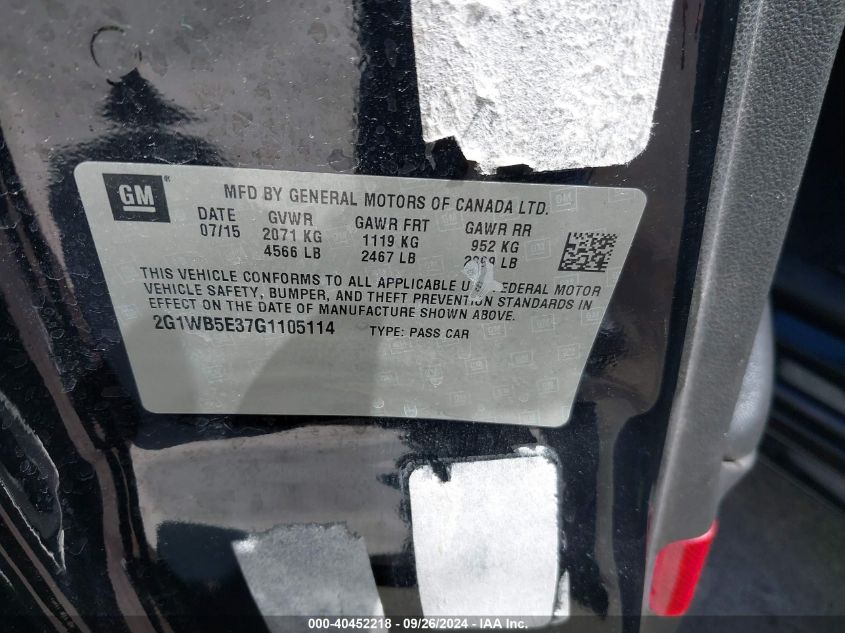 GM
MFD BY GENERAL MOTORS OF CANADA LTD.
DATE GVWR GAWR FRT GAWR RR
07/15 2071 KG 1119 KG 952 KG
4566 LB 2467 LB LB
THIS VEHICLE CONFORMS TO ALL APPLICABLE U.S. FEDERAL MOTOR
VEHICLE SAFETY, BUMPER, AND THEFT PREVENTION STANDARDS IN
EFFECT ON THE DATE OF MANUFACTURE SHOWN ABOVE.
2G1WB5E37G1105114 TYPE: PASS CAR
000-40452218 - 09/26/2024 - IAA Inc.